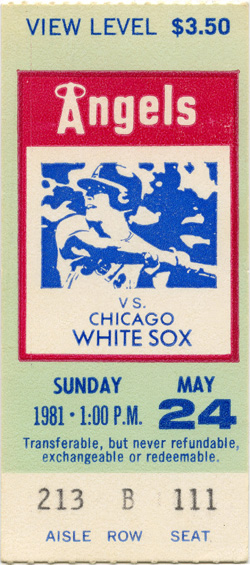 VIEW LEVEL $3.50
Angels
VS.
CHICAGO
WHITE SOX
SUNDAY MAY
1981 · 1:00 P.M. 24
Transferable, but never refundable,
exchangeable or redeemable.
213 B 111
AISLE ROW SEAT